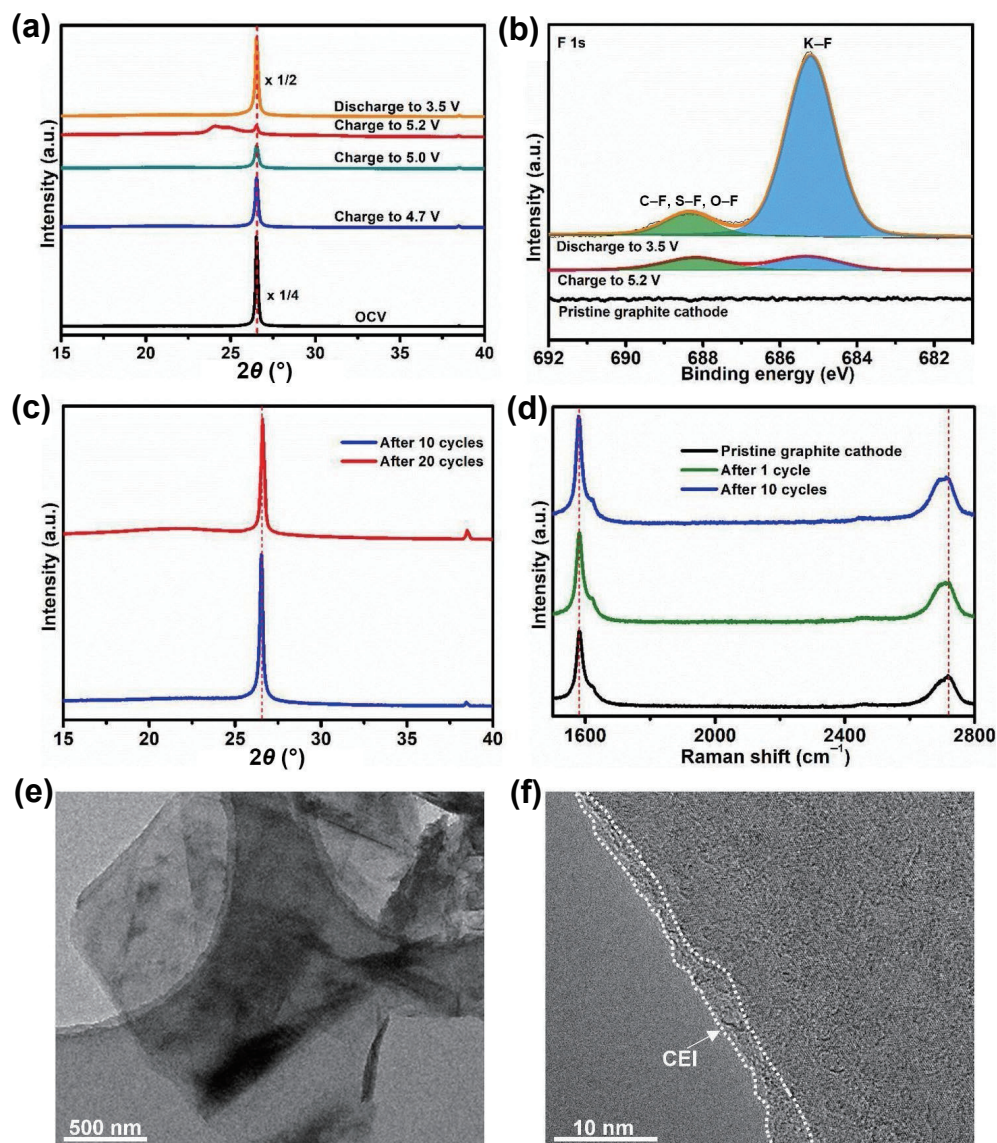 (a)
Intensity (a.u.)
x 1/2
Discharge to 3.5 V
Charge to 5.2 V
Charge to 5.0 V
Charge to 4.7 V
x 1/4
OCV
15 20 25 30 35 40
2θ (°)
(b)
Intensity (a.u.)
F 1s
K–F
C–F, S–F, O–F
Discharge to 3.5 V
Charge to 5.2 V
Pristine graphite cathode
692 690 688 686 684 682
Binding energy (eV)
(c)
Intensity (a.u.)
After 10 cycles
After 20 cycles
15 20 25 30 35 40
2θ (°)
(d)
Intensity (a.u.)
Pristine graphite cathode
After 1 cycle
After 10 cycles
1600 2000 2400 2800
Raman shift (cm⁻¹)
(e)
500 nm
(f)
CEI
10 nm